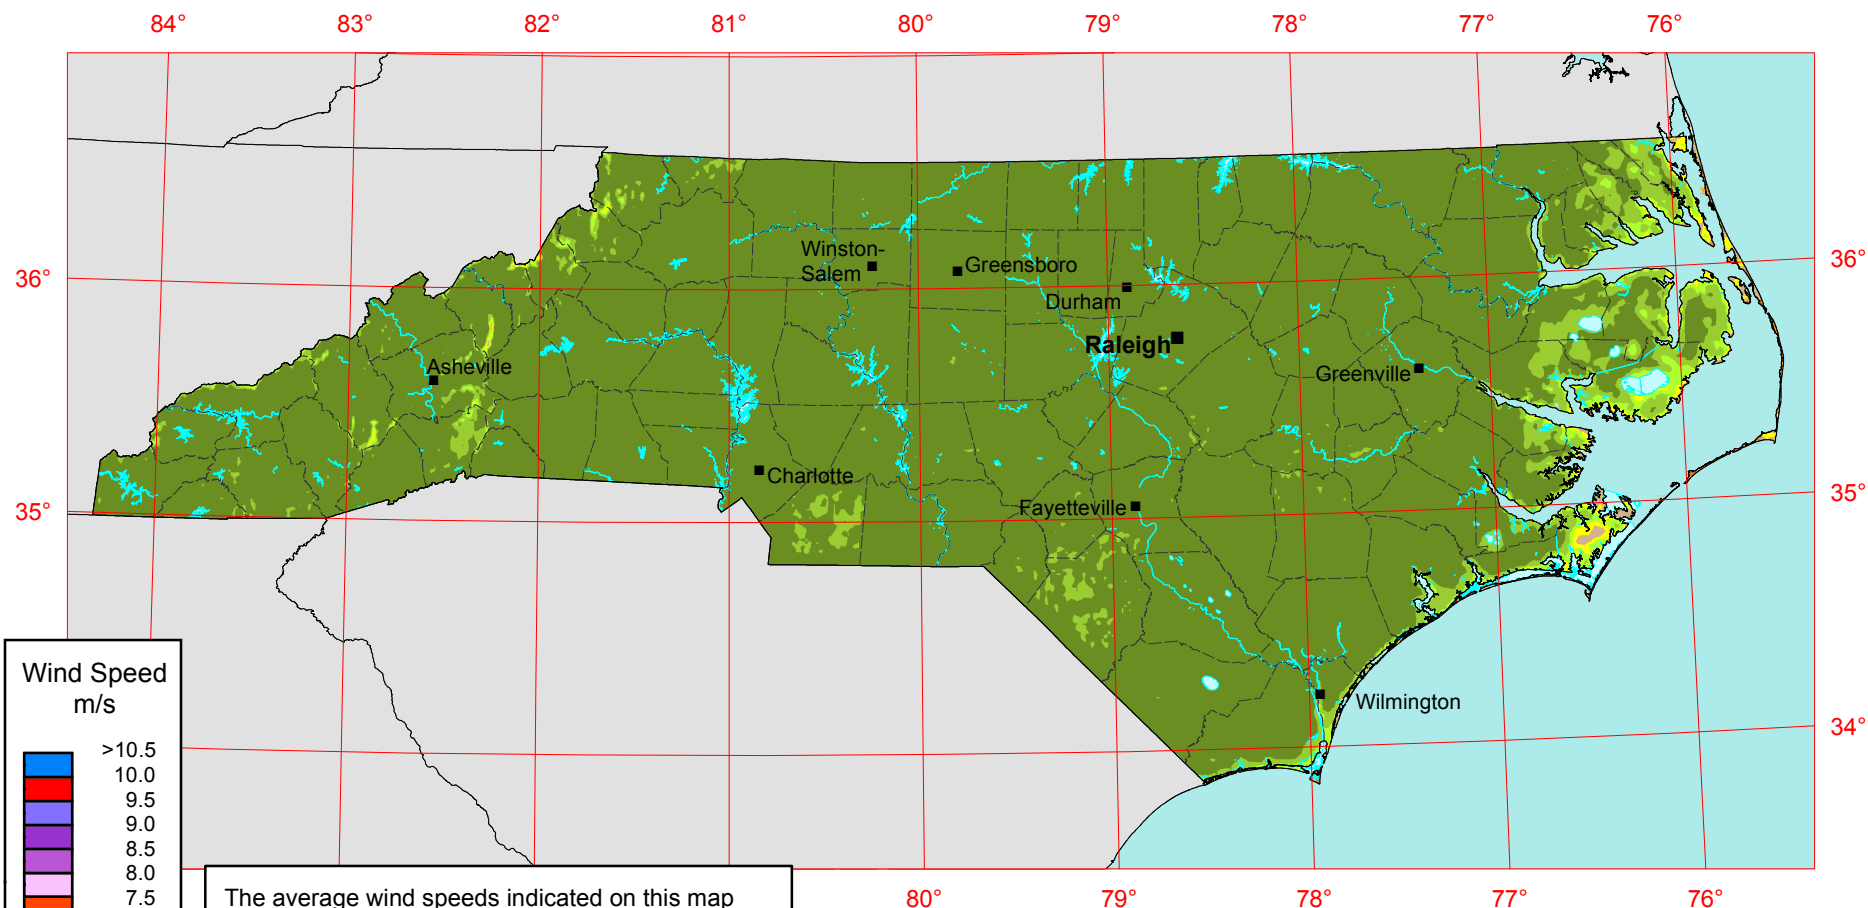 84° 83° 82° 81° 80° 79° 78° 77° 76°
Winston-
Salem
Greensboro
36° 36°
Durham
Raleigh
Asheville
Greenville
Charlotte
35° 35°
Fayetteville
Wind Speed
m/s
Wilmington
34°
>10.5
10.0
9.5
9.0
8.5
8.0
7.5
The average wind speeds indicated on this map
80° 79° 78° 77° 76°